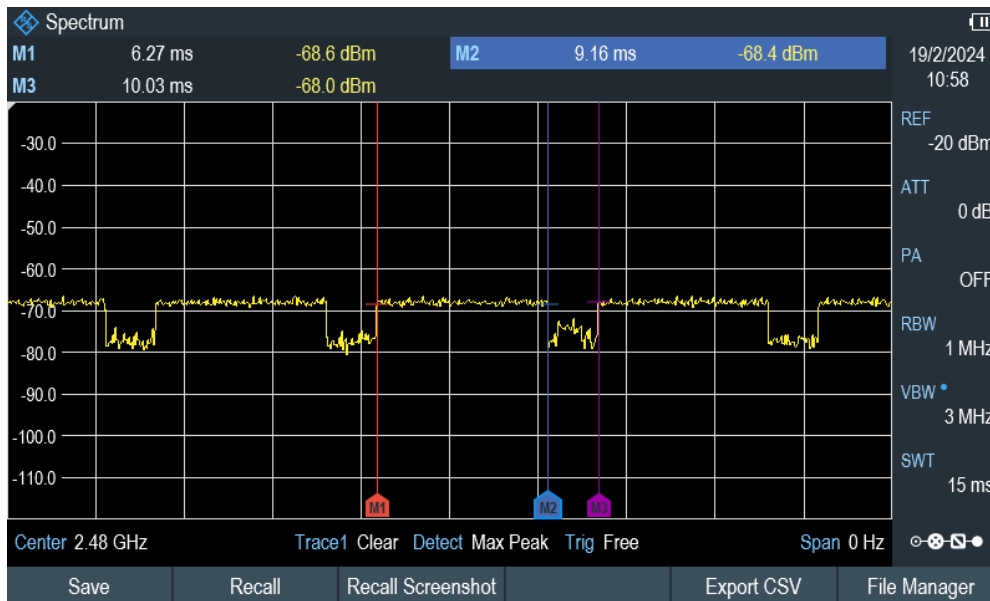 Spectrum
M1 6.27 ms -68.6 dBm M2 9.16 ms -68.4 dBm
M3 10.03 ms -68.0 dBm
19/2/2024
10:58
-30.0
-40.0
-50.0
-60.0
-70.0
-80.0
-90.0
-100.0
-110.0
M1 M2 M3
REF
-20 dBm
ATT
0 dB
PA
OFF
RBW
1 MHz
VBW
3 MHz
SWT
15 ms
Center 2.48 GHz Trace1 Clear Detect Max Peak Trig Free Span 0 Hz
Save Recall Recall Screenshot Export CSV File Manager